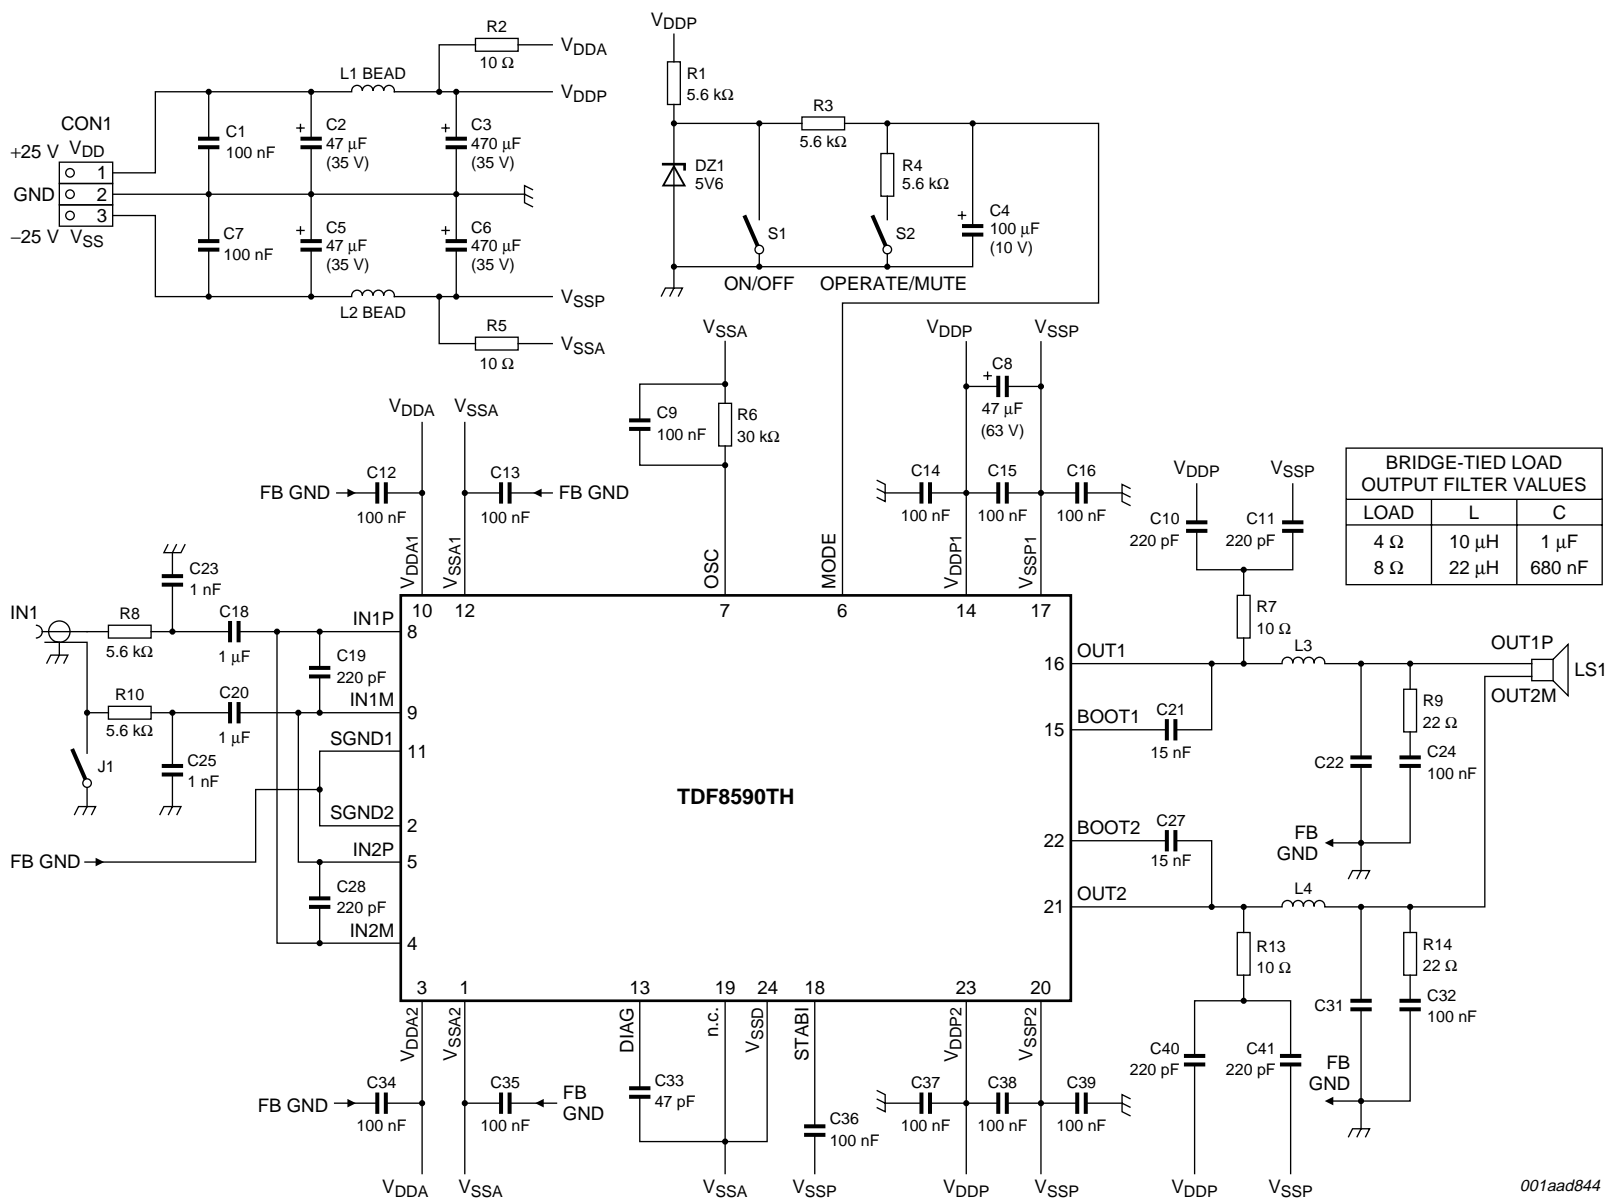 R2
10 Ω
VDDA
L1 BEAD
VDDP
CON1
+25 V VDD
1
GND
2
3
−25 V VSS
C1
100 nF
+ C2
47 μF
(35 V)
+ C3
470 μF
(35 V)
C7
100 nF
+ C5
47 μF
(35 V)
+ C6
470 μF
(35 V)
L2 BEAD
VSSP
R5
10 Ω
VSSA
VDDP
R1
5.6 kΩ
R3
5.6 kΩ
DZ1
5V6
R4
5.6 kΩ
S1
S2
+ C4
100 μF
(10 V)
ON/OFF
OPERATE/MUTE
VSSA
C9
100 nF
R6
30 kΩ
VDDP
VSSP
+ C8
47 μF
(63 V)
C14
100 nF
C15
100 nF
C16
100 nF
VDDA
VSSA
C12
FB GND
100 nF
C13
FB GND
100 nF
VDDA1
VSSA1
OSC
MODE
VDDP1
VSSP1
10
12
7
6
14
17
BRIDGE-TIED LOAD
OUTPUT FILTER VALUES
LOAD L C
4 Ω 10 μH 1 μF
8 Ω 22 μH 680 nF
VDDP
VSSP
C10
220 pF
C11
220 pF
R7
10 Ω
IN1
C23
1 nF
R8
5.6 kΩ
C18
1 μF
IN1P
8
C19
220 pF
R10
5.6 kΩ
C20
1 μF
IN1M
9
J1
C25
1 nF
SGND1
11
SGND2
2
FB GND
IN2P
5
C28
220 pF
IN2M
4
TDF8590TH
16
OUT1
L3
OUT1P
LS1
OUT2M
15
BOOT1
C21
15 nF
R9
22 Ω
C22
C24
100 nF
FB
GND
22
BOOT2
C27
15 nF
21
OUT2
L4
R13
10 Ω
R14
22 Ω
C31
C32
100 nF
FB
GND
C40
220 pF
C41
220 pF
VDDP
VSSP
3
1
13
19
24
18
23
20
VDDA2
VSSA2
DIAG
n.c.
VSSD
STABI
VDDP2
VSSP2
C34
FB GND
100 nF
C35
FB
GND
100 nF
C33
47 pF
C36
100 nF
C37
100 nF
C38
100 nF
C39
100 nF
VDDA
VSSA
VSSA
VSSP
VDDP
VSSP
001aad844